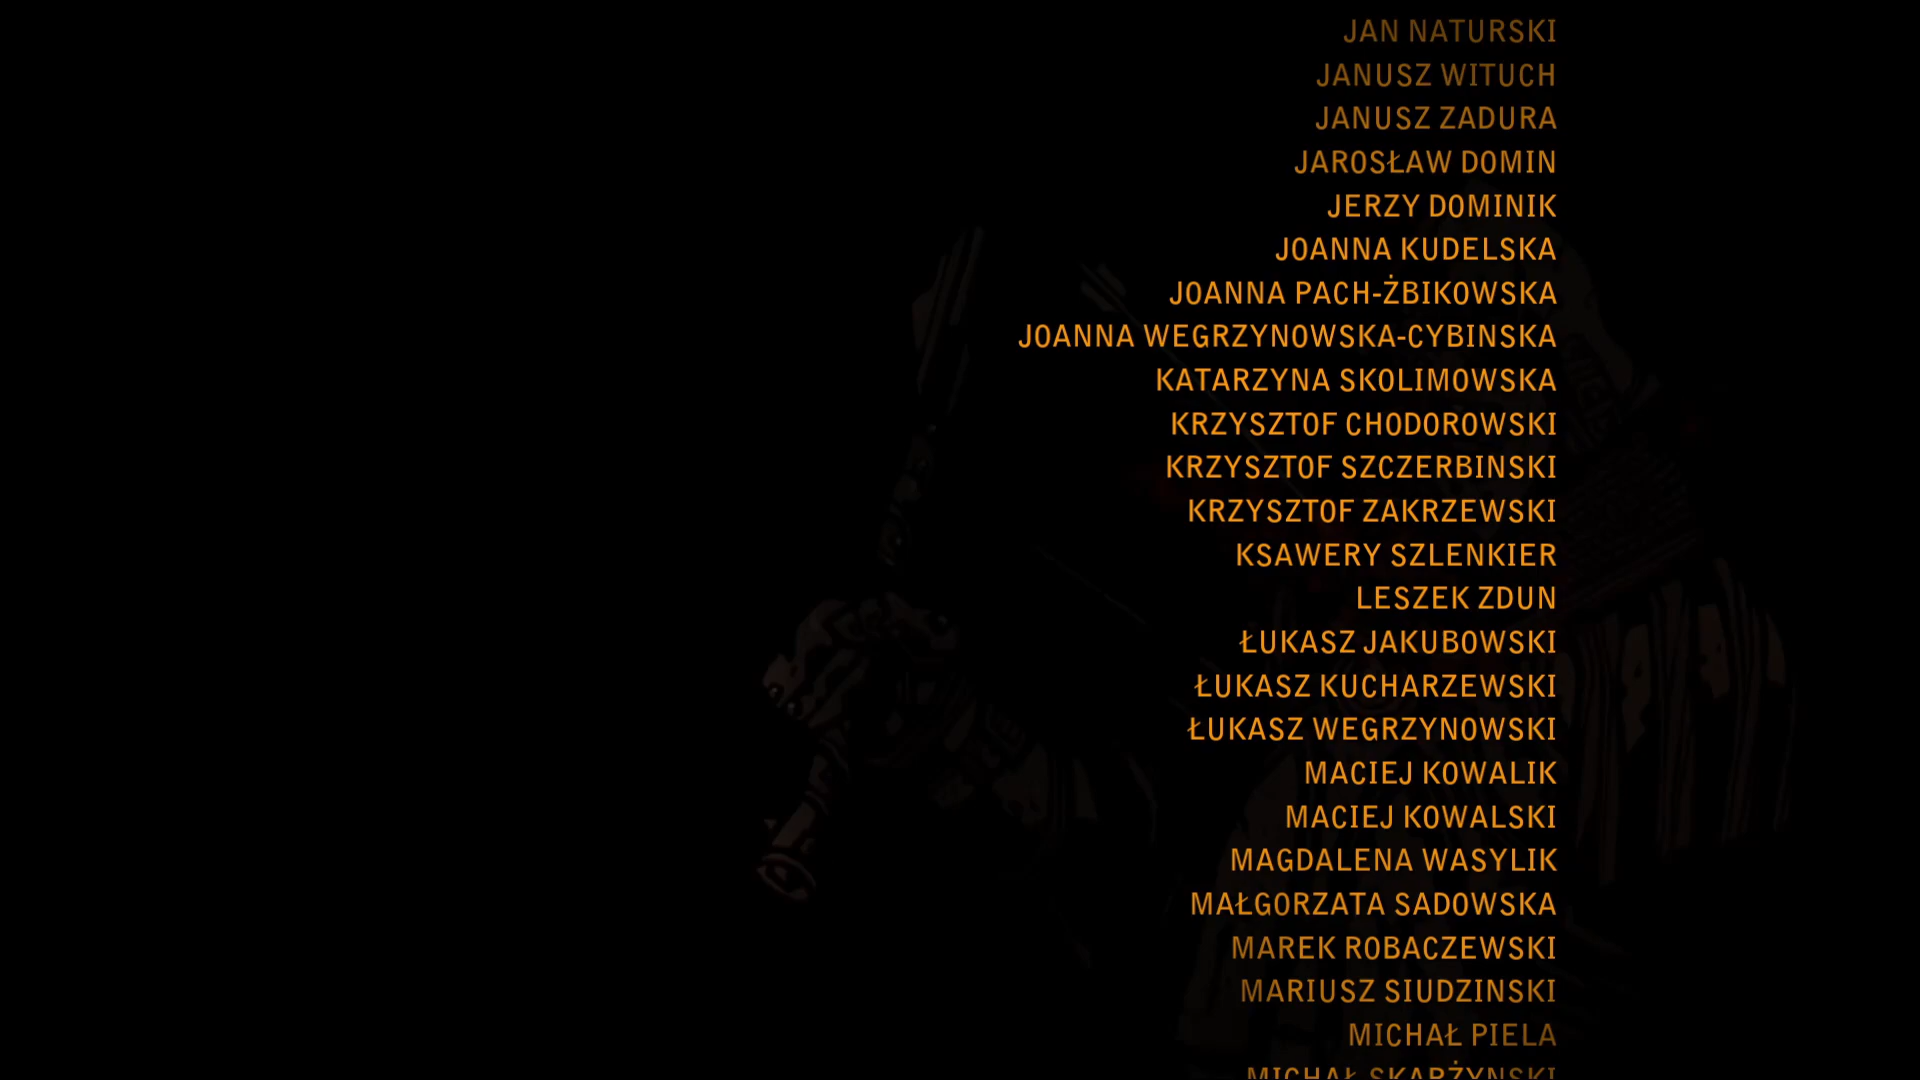 JAN NATURSKI
JANUSZ WITUCH
JANUSZ ZADURA
JAROSŁAW DOMIN
JERZY DOMINIK
JOANNA KUDELSKA
JOANNA PACH-ŻBIKOWSKA
JOANNA WEGRZYNOWSKA-CYBINSKA
KATARZYNA SKOLIMOWSKA
KRZYSZTOF CHODOROWSKI
KRZYSZTOF SZCZERBINSKI
KRZYSZTOF ZAKRZEWSKI
KSAWERY SZLENKIER
LESZEK ZDUN
ŁUKASZ JAKUBOWSKI
ŁUKASZ KUCHARZEWSKI
ŁUKASZ WEGRZYNOWSKI
MACIEJ KOWALIK
MACIEJ KOWALSKI
MAGDALENA WASYLIK
MAŁGORZATA SADOWSKA
MAREK ROBACZEWSKI
MARIUSZ SIUDZINSKI
MICHAŁ PIELA
MICHAŁ SKARŻYNSKI